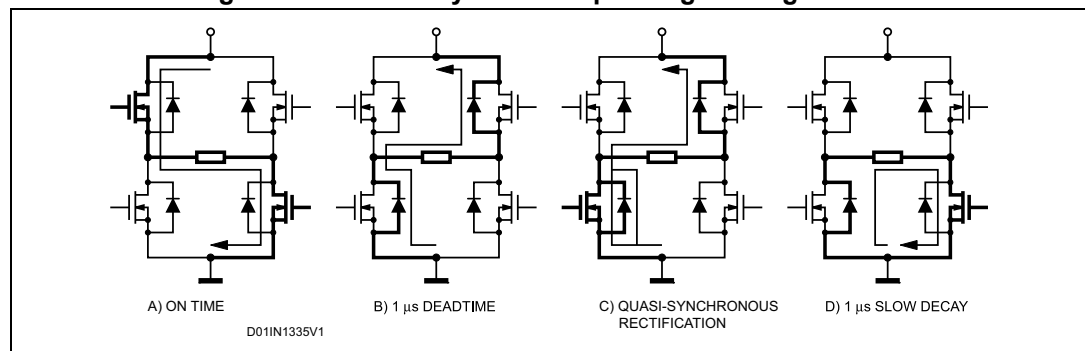 A) ON TIME
B) 1 μs DEADTIME
C) QUASI-SYNCHRONOUS
RECTIFICATION
D) 1 μs SLOW DECAY
D01IN1335V1